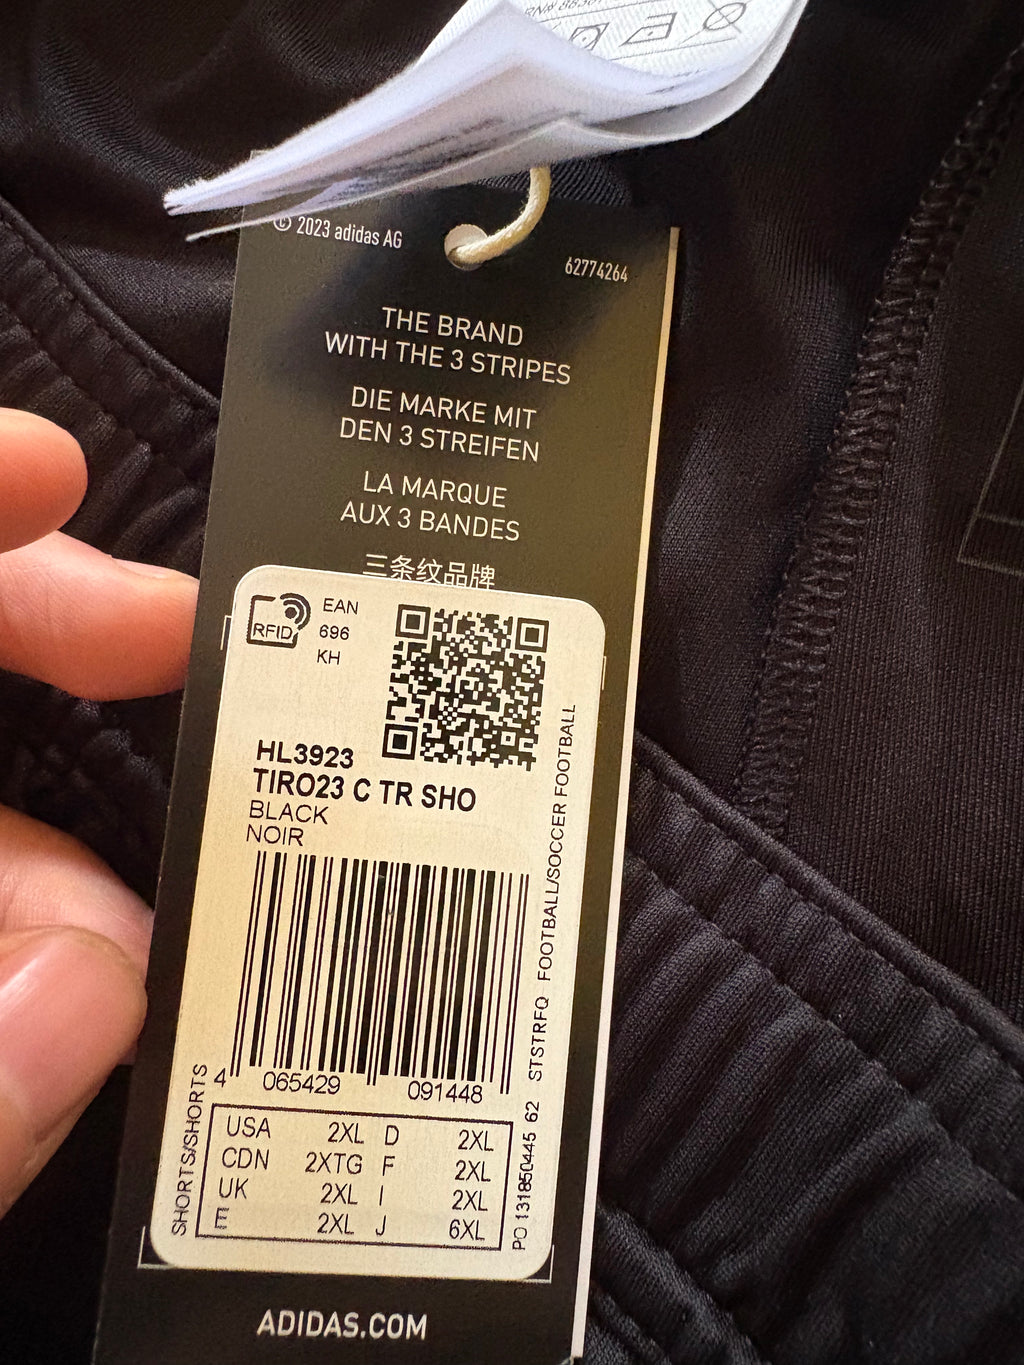 © 2023 adidas AG
62774264
THE BRAND
WITH THE 3 STRIPES
DIE MARKE MIT
DEN 3 STREIFEN
LA MARQUE
AUX 3 BANDES
三条纹品牌
RFID
EAN
696
KH
HL3923
TIRO23 C TR SHO
BLACK
NOIR
4 065429 091448
STSTRFQ FOOTBALL/SOCCER FOOTBALL
SHORTS/SHORTS
USA 2XL D 2XL
CDN 2XTG F 2XL
UK 2XL I 2XL
E 2XL J 6XL
PO 131850445 62
ADIDAS.COM